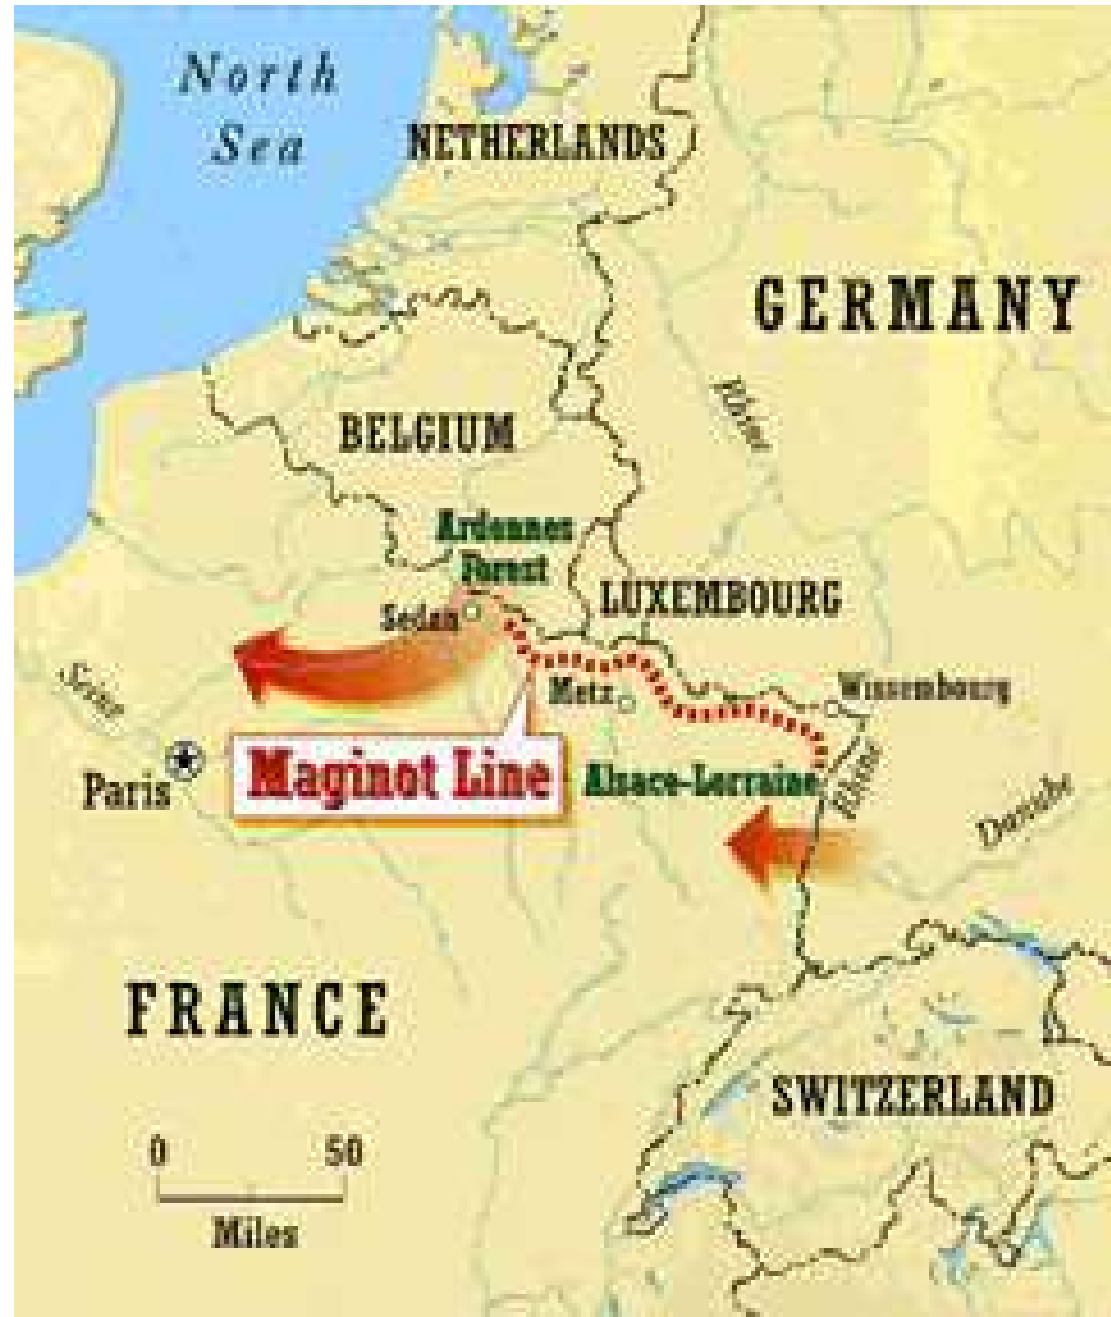 North
Sea
NETHERLANDS
GERMANY
Rhine
BELGIUM
Ardennes
Forest
LUXEMBOURG
Sedan
Metz
Wissembourg
Seine
Maginot Line
Paris
Alsace-Lorraine
Rhine
Danube
FRANCE
SWITZERLAND
0 50
Miles